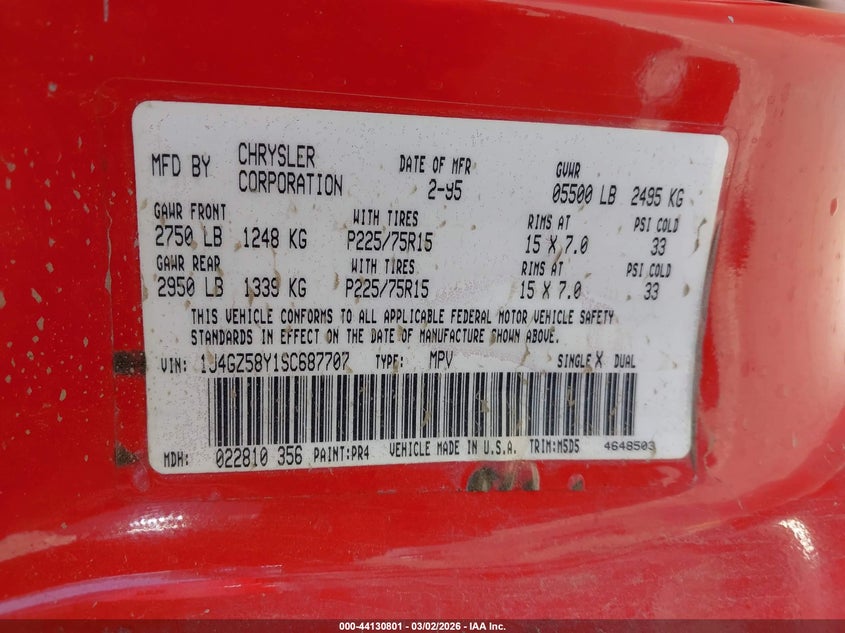 MFD BY CHRYSLER CORPORATION DATE OF MFR 2-95 GVWR 05500 LB 2495 KG
GAWR FRONT WITH TIRES RIMS AT PSI COLD
2750 LB 1248 KG P225/75R15 15 X 7.0 33
GAWR REAR WITH TIRES RIMS AT PSI COLD
2950 LB 1339 KG P225/75R15 15 X 7.0 33
THIS VEHICLE CONFORMS TO ALL APPLICABLE FEDERAL MOTOR VEHICLE SAFETY
STANDARDS IN EFFECT ON THE DATE OF MANUFACTURE SHOWN ABOVE.
VIN: 1J4GZ58Y1SC687707 TYPE: MPV SINGLE X DUAL
MDH: 022810 356 PAINT:PR4 VEHICLE MADE IN U.S.A. TRIM:M5D5 4648503
000-44130801 — 03/02/2026 — IAA Inc.